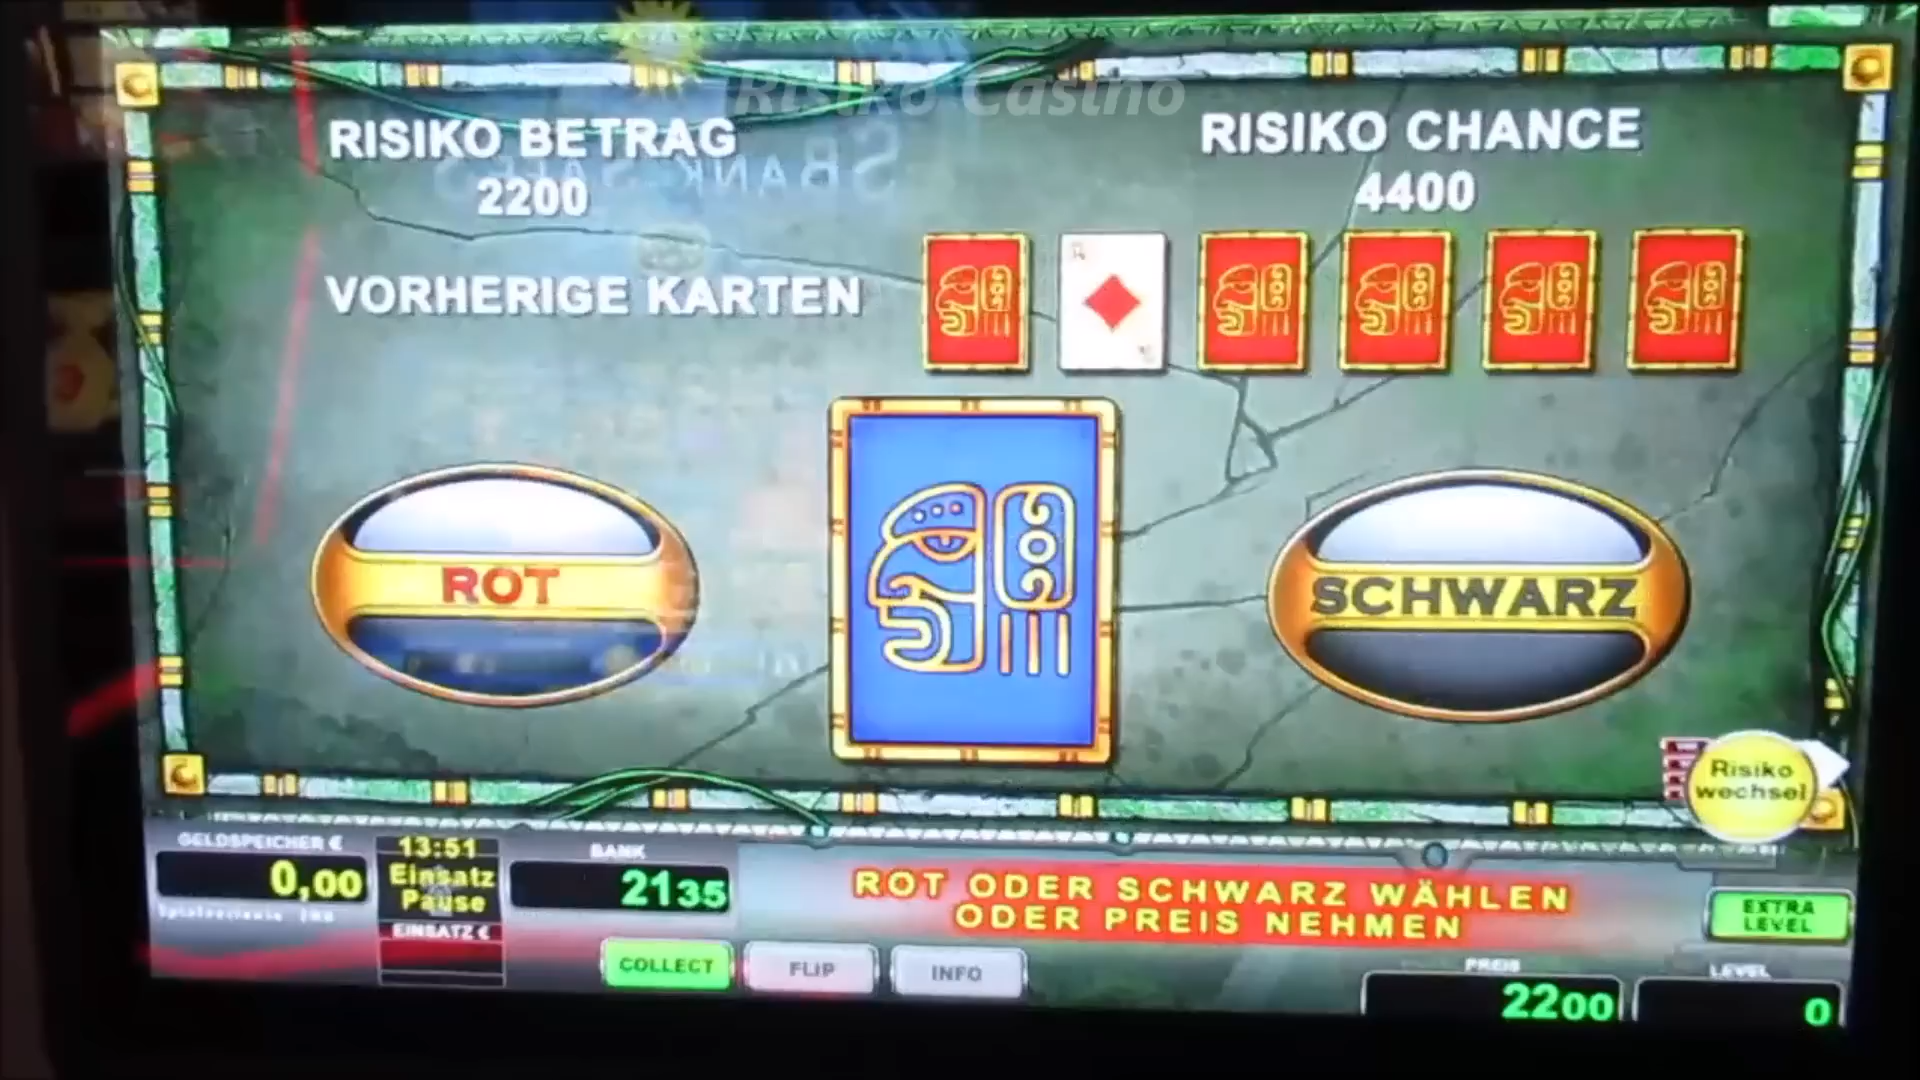 Risiko Casino
RISIKO BETRAG
2200
RISIKO CHANCE
4400
VORHERIGE KARTEN
ROT
SCHWARZ
Risiko
wechsel
GELDSPEICHER €
0,00
13:51
Einsatz
Pause
EINSATZ €
BANK
2135
ROT ODER SCHWARZ WÄHLEN
ODER PREIS NEHMEN
EXTRA
LEVEL
COLLECT
FLIP
INFO
PREIS
2200
LEVEL
0